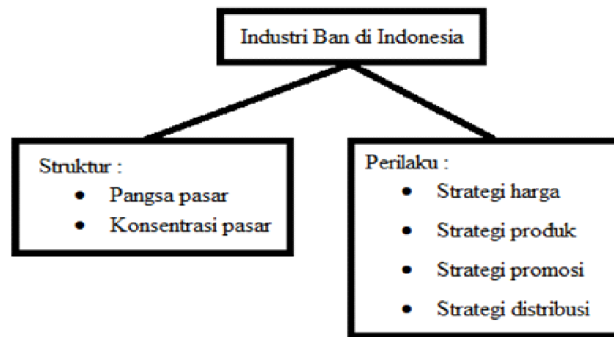 Industri Ban di Indonesia
Struktur :
• Pangsa pasar
• Konsentrasi pasar
Perilaku :
• Strategi harga
• Strategi produk
• Strategi promosi
• Strategi distribusi